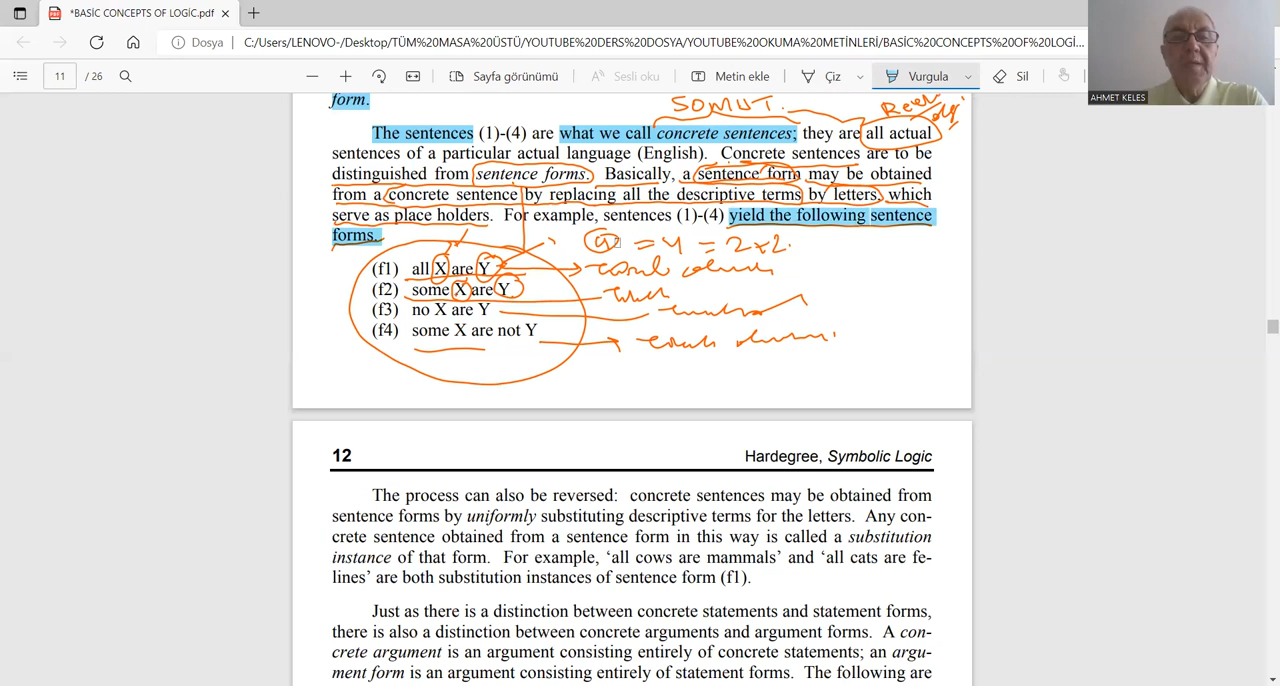 *BASİC CONCEPTS OF LOGİC.pdf
Dosya C:/Users/LENOVO-/Desktop/TÜM%20MASA%20ÜSTÜ/YOUTUBE%20DERS%20DOSYA/YOUTUBE%20OKUMA%20METİNLERİ/BASİC%20CONCEPTS%20OF%20LOGİ...
11 / 26 Sayfa görünümü Sesli oku Metin ekle Çiz Vurgula Sil
AHMET KELES
form.
SOMUT
The sentences (1)-(4) are what we call concrete sentences; they are all actual
sentences of a particular actual language (English). Concrete sentences are to be
distinguished from sentence forms. Basically, a sentence form may be obtained
from a concrete sentence by replacing all the descriptive terms by letters, which
serve as place holders. For example, sentences (1)-(4) yield the following sentence
forms.
= 4 = 2x2.
(f1) all X are Y
(f2) some X are Y
(f3) no X are Y
(f4) some X are not Y
12 Hardegree, Symbolic Logic
The process can also be reversed: concrete sentences may be obtained from
sentence forms by uniformly substituting descriptive terms for the letters. Any con-
crete sentence obtained from a sentence form in this way is called a substitution
instance of that form. For example, ‘all cows are mammals’ and ‘all cats are fe-
lines’ are both substitution instances of sentence form (f1).
Just as there is a distinction between concrete statements and statement forms,
there is also a distinction between concrete arguments and argument forms. A con-
crete argument is an argument consisting entirely of concrete statements; an argu-
ment form is an argument consisting entirely of statement forms. The following are